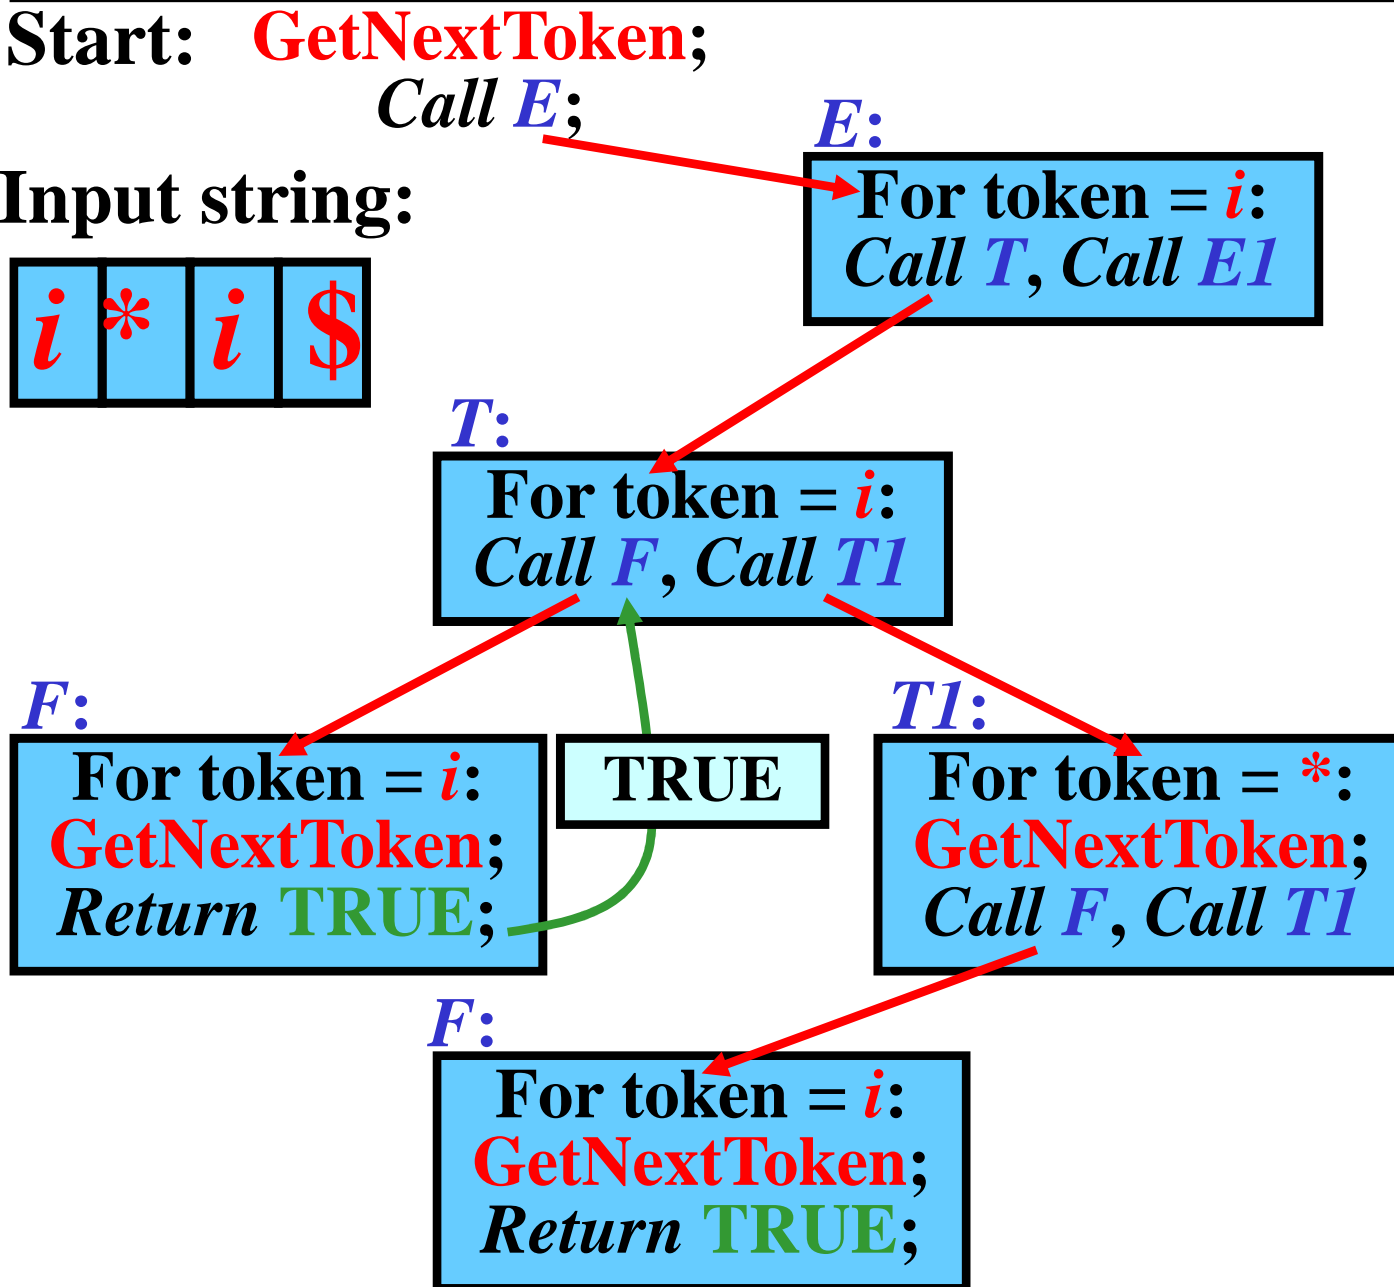 Start: GetNextToken;
Call E;
Input string:
i * i $
E:
For token = i:
Call T, Call E1
T:
For token = i:
Call F, Call T1
F:
For token = i:
GetNextToken;
Return TRUE;
TRUE
T1:
For token = *:
GetNextToken;
Call F, Call T1
F:
For token = i:
GetNextToken;
Return TRUE;